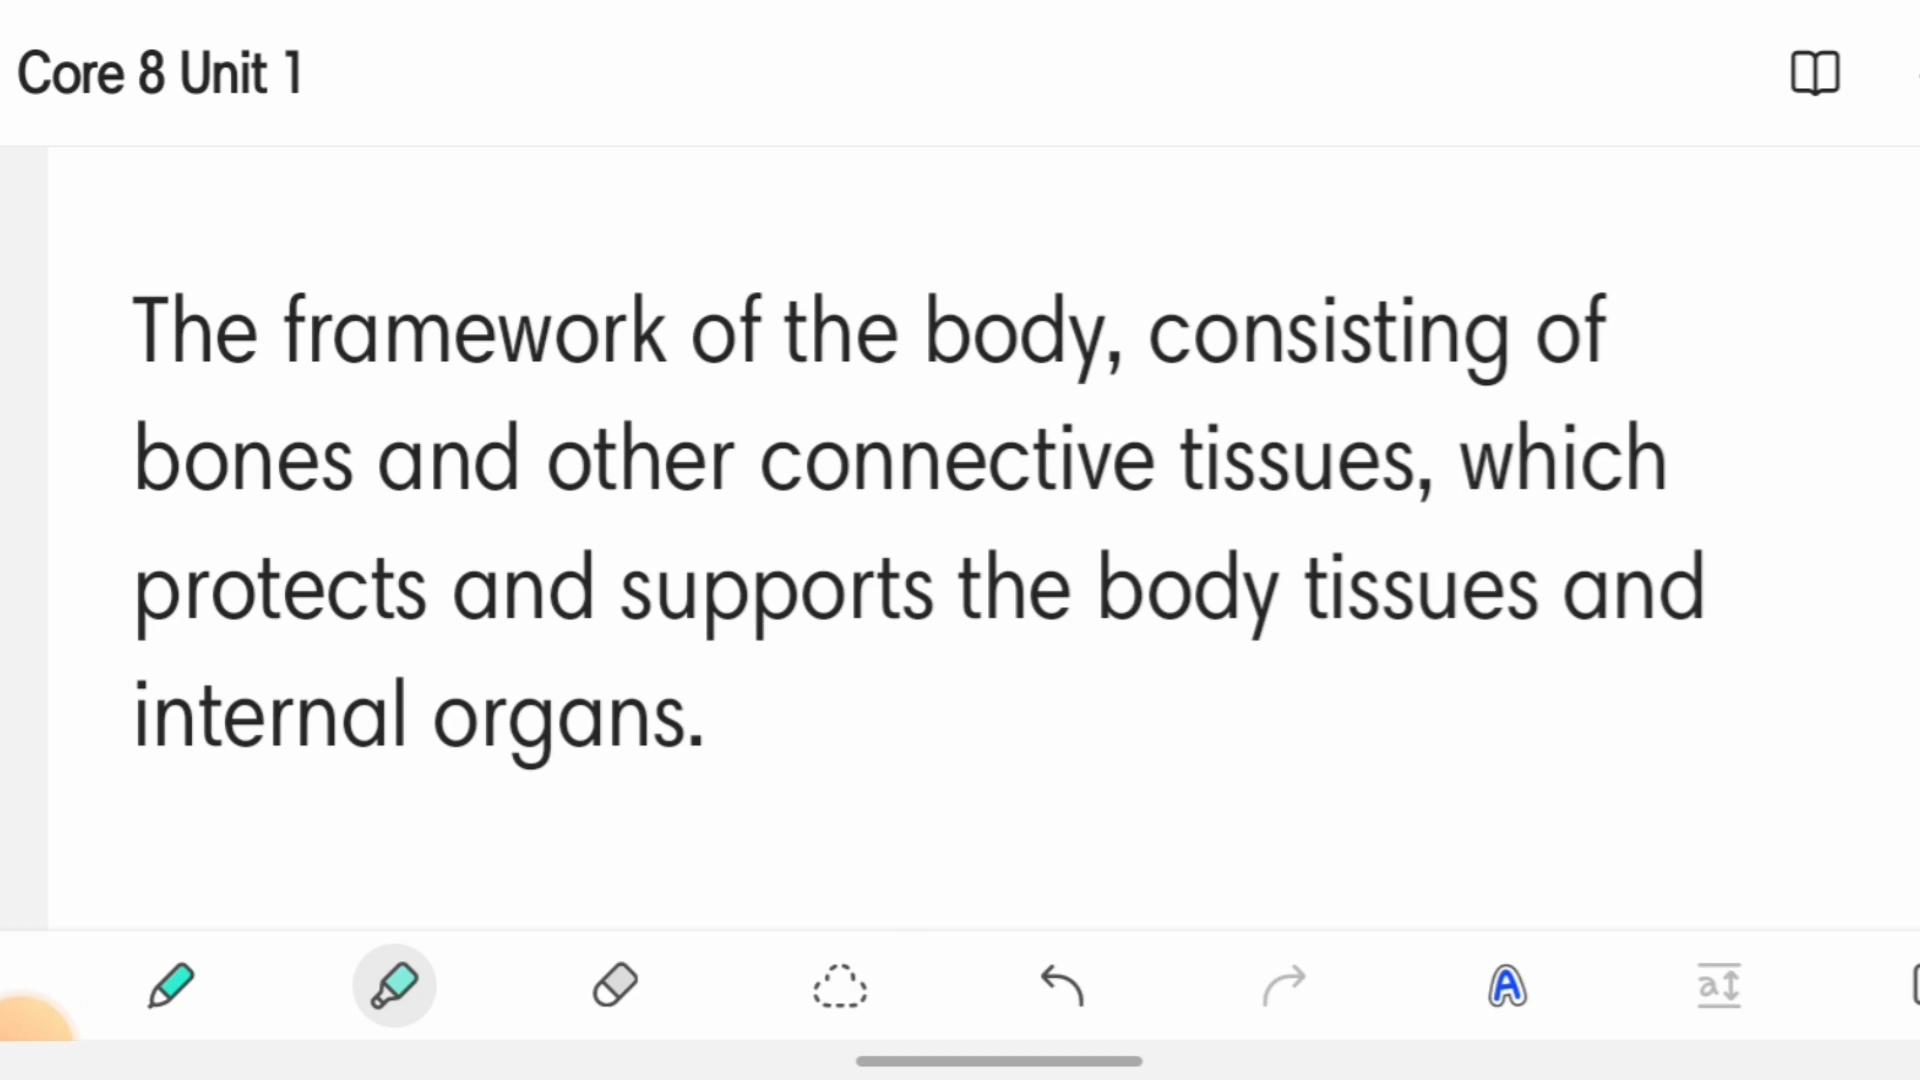 Core 8 Unit 1
The framework of the body, consisting of
bones and other connective tissues, which
protects and supports the body tissues and
internal organs.
A
a